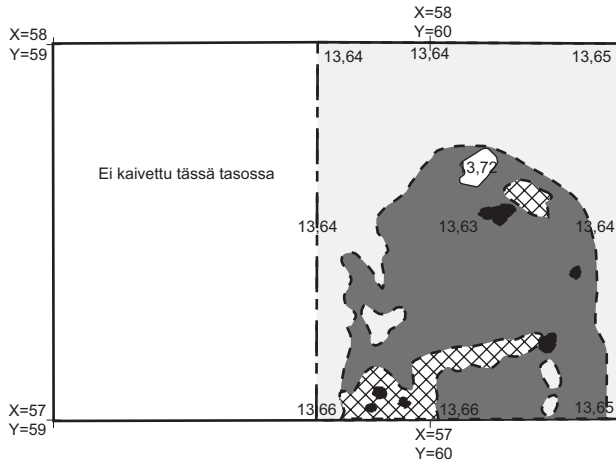 X=58
Y=60
X=58
Y=59
13,64
13,64
13,65
Ei kaivettu tässä tasossa
3,72
13,64
13,63
13,64
X=57
Y=59
13,66
13,66
13,65
X=57
Y=60